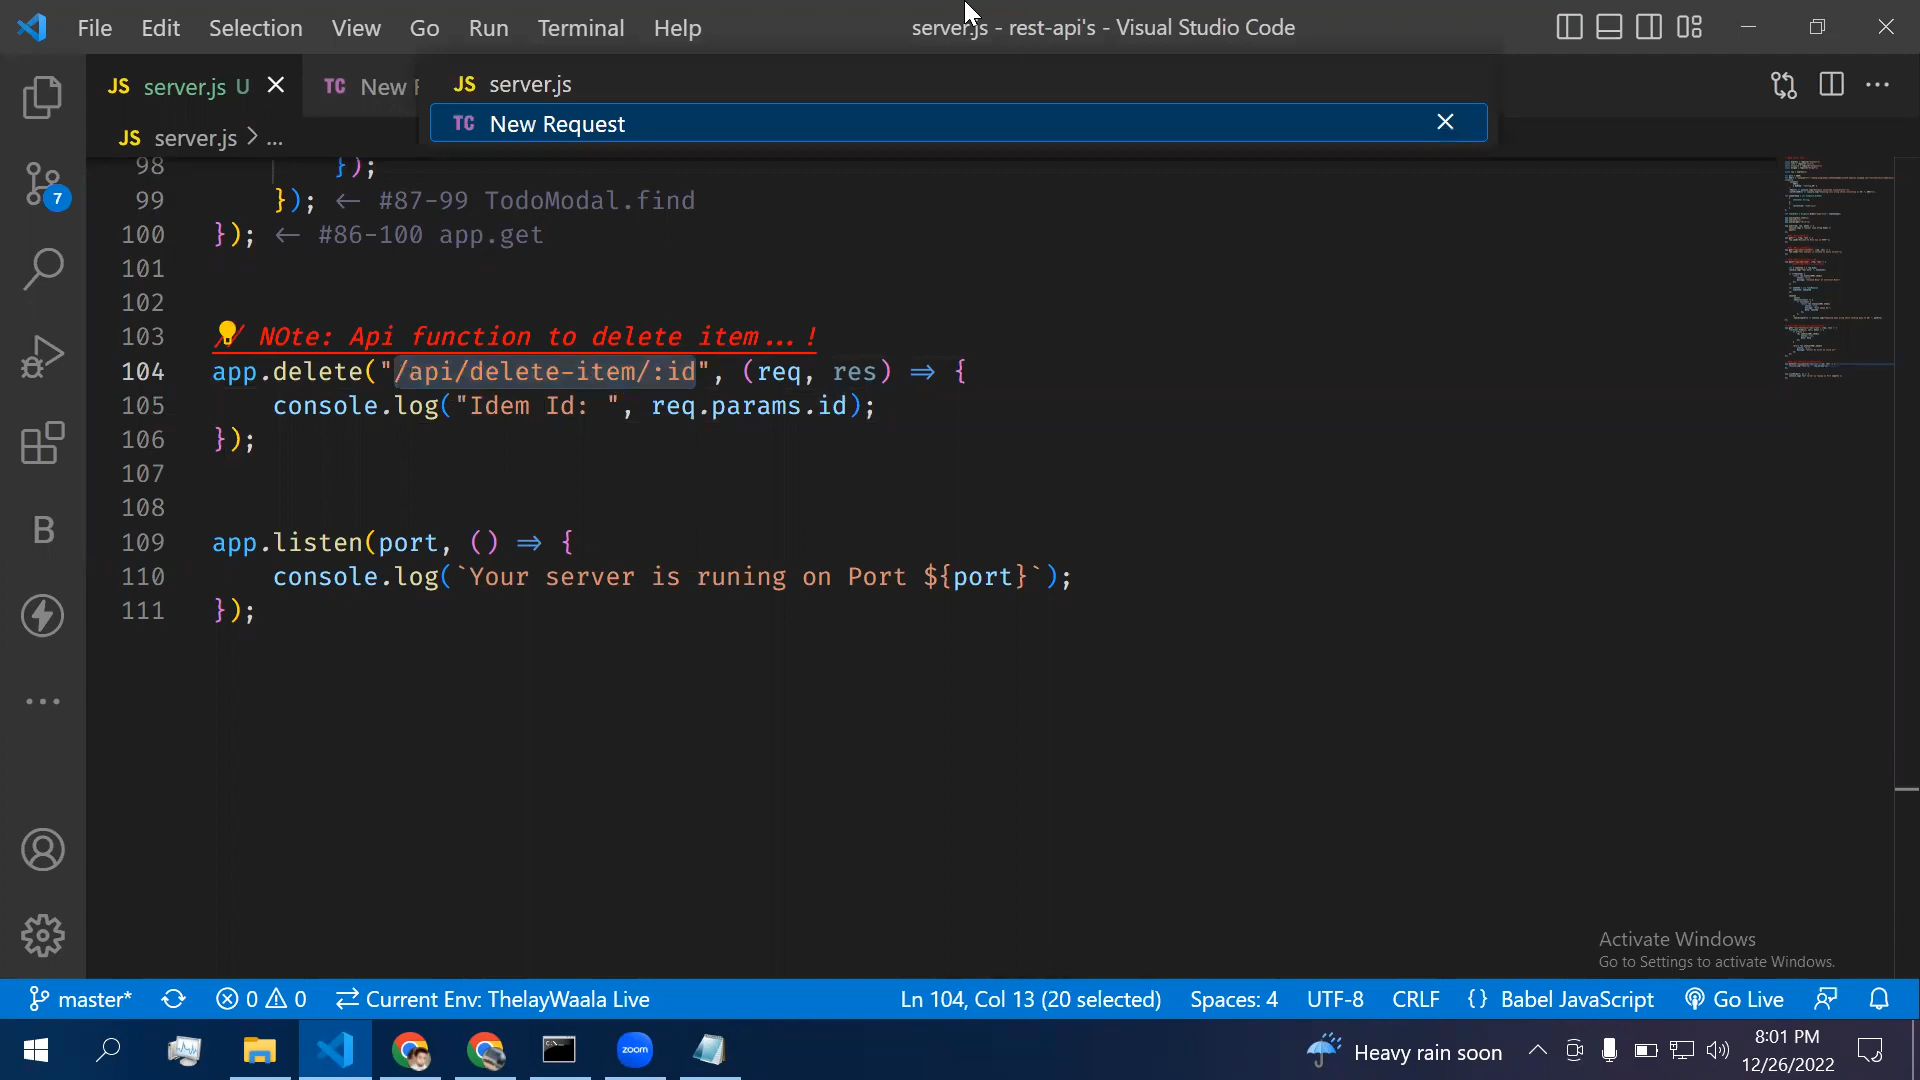 File Edit Selection View Go Run Terminal Help
server.js - rest-api's - Visual Studio Code
JS server.js U
TC New
JS server.js
TC New Request
JS server.js > ...
98 });
99 }); ← #87-99 TodoModal.find
100 }); ← #86-100 app.get
101
102
103 // NOte: Api function to delete item...!
104 app.delete("/api/delete-item/:id", (req, res) => {
105 console.log("Idem Id: ", req.params.id);
106 });
107
108
109 app.listen(port, () => {
110 console.log(`Your server is runing on Port ${port}`);
111 });
7
B
Activate Windows
Go to Settings to activate Windows.
master* 0 0 Current Env: ThelayWaala Live
Ln 104, Col 13 (20 selected) Spaces: 4 UTF-8 CRLF {} Babel JavaScript Go Live
zoom
Heavy rain soon
8:01 PM
12/26/2022